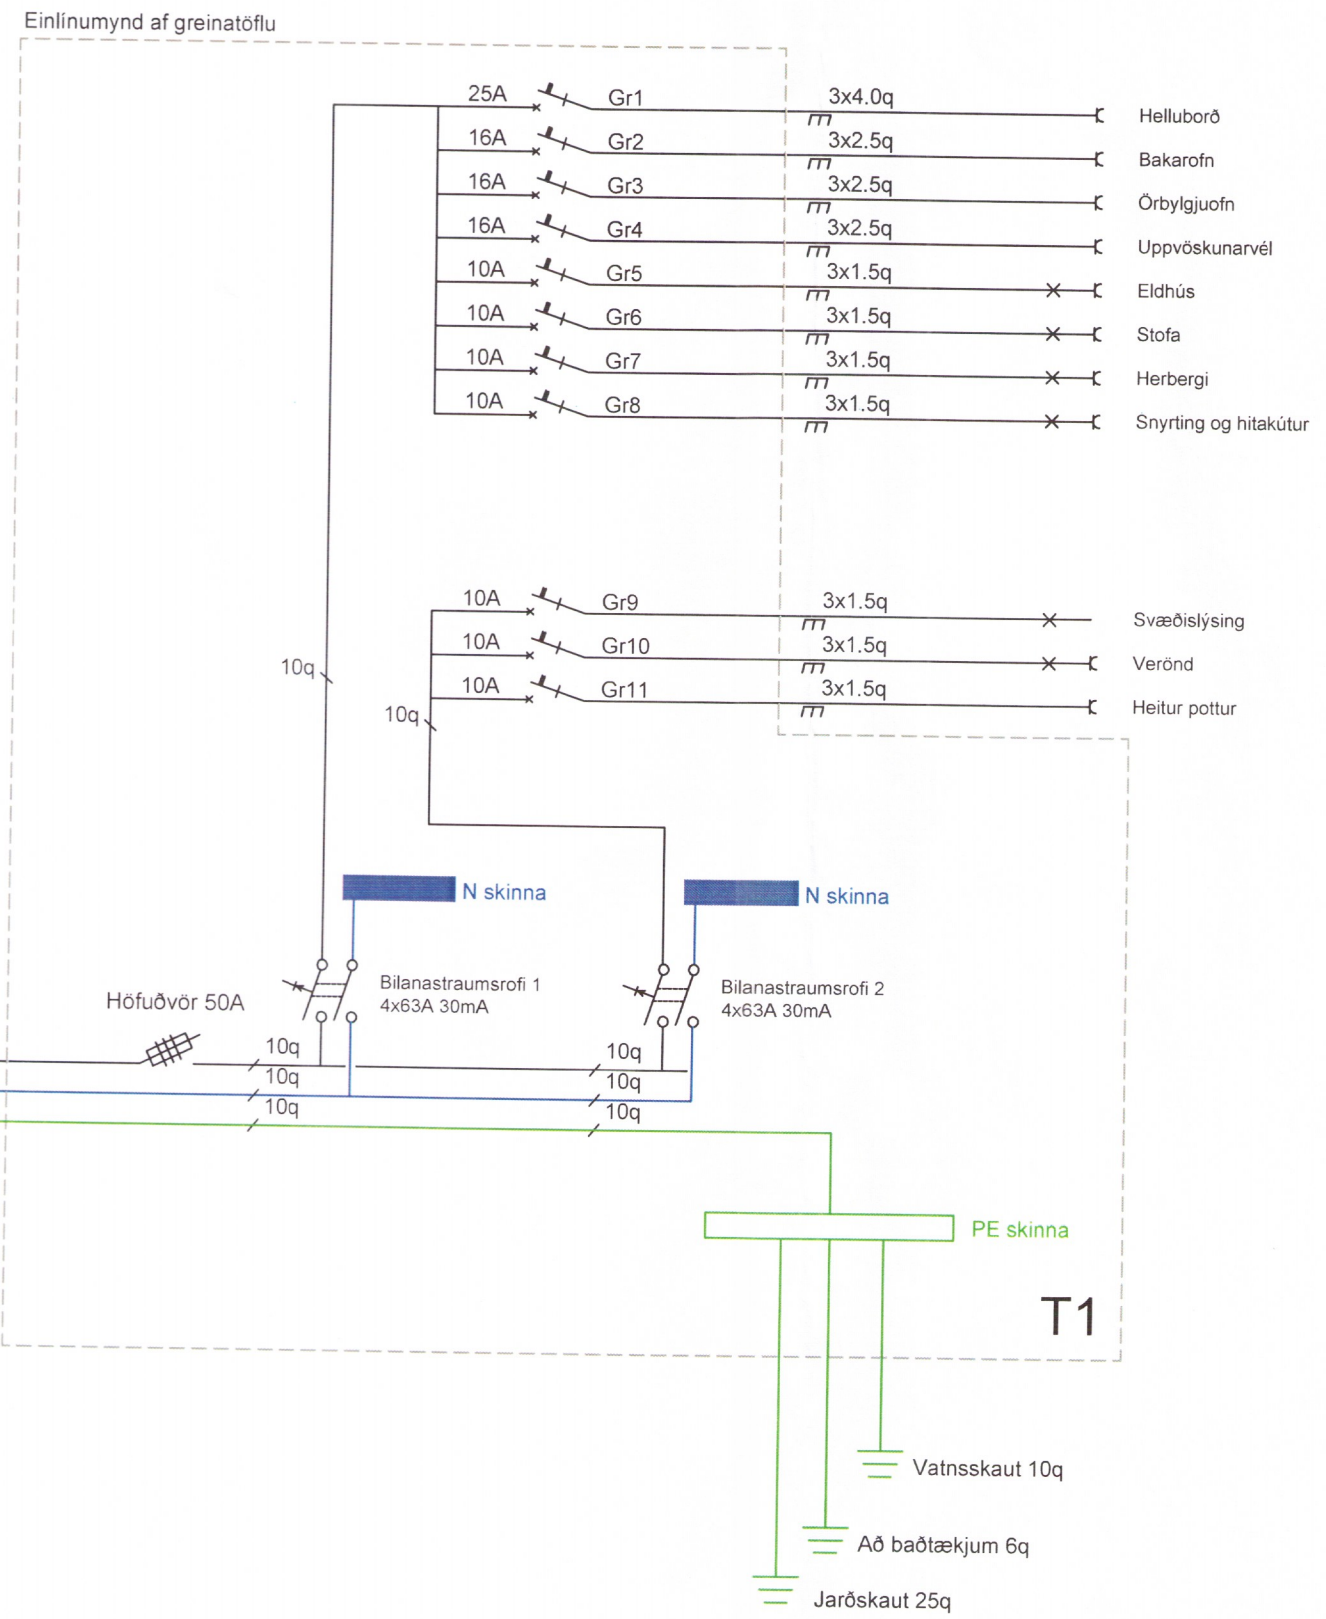 Einlínumynd af greinatöflu
25A Gr1 3x4.0q Helluborð
16A Gr2 3x2.5q Bakarofn
16A Gr3 3x2.5q Örbylgjuofn
16A Gr4 3x2.5q Uppvöskunarvél
10A Gr5 3x1.5q Eldhús
10A Gr6 3x1.5q Stofa
10A Gr7 3x1.5q Herbergi
10A Gr8 3x1.5q Snyrting og hitakútur
10A Gr9 3x1.5q Svæðislýsing
10A Gr10 3x1.5q Verönd
10A Gr11 3x1.5q Heitur pottur
10q
10q
N skinna
N skinna
Bilanastraumsrofi 1
4x63A 30mA
Bilanastraumsrofi 2
4x63A 30mA
Höfuðvör 50A
10q 10q
10q 10q
10q 10q
PE skinna
T1
Vatnsskaut 10q
Að baðtækjum 6q
Jarðskaut 25q